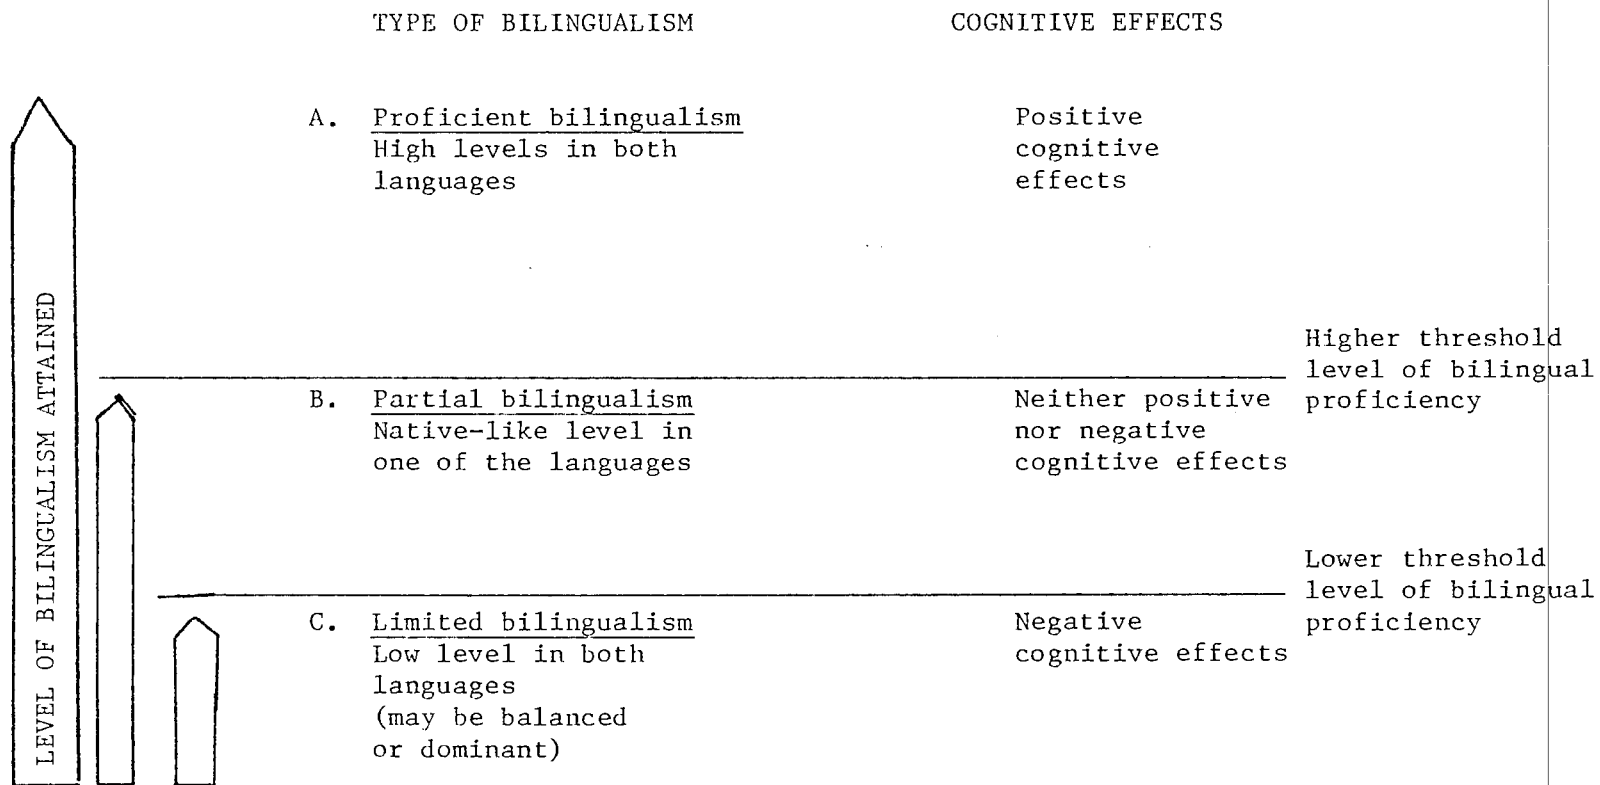 TYPE OF BILINGUALISM
COGNITIVE EFFECTS
A. Proficient bilingualism
High levels in both
languages
Positive
cognitive
effects
Higher threshold
level of bilingual
proficiency
B. Partial bilingualism
Native-like level in
one of the languages
Neither positive
nor negative
cognitive effects
Lower threshold
level of bilingual
proficiency
C. Limited bilingualism
Low level in both
languages
(may be balanced
or dominant)
Negative
cognitive effects
LEVEL OF BILINGUALISM ATTAINED